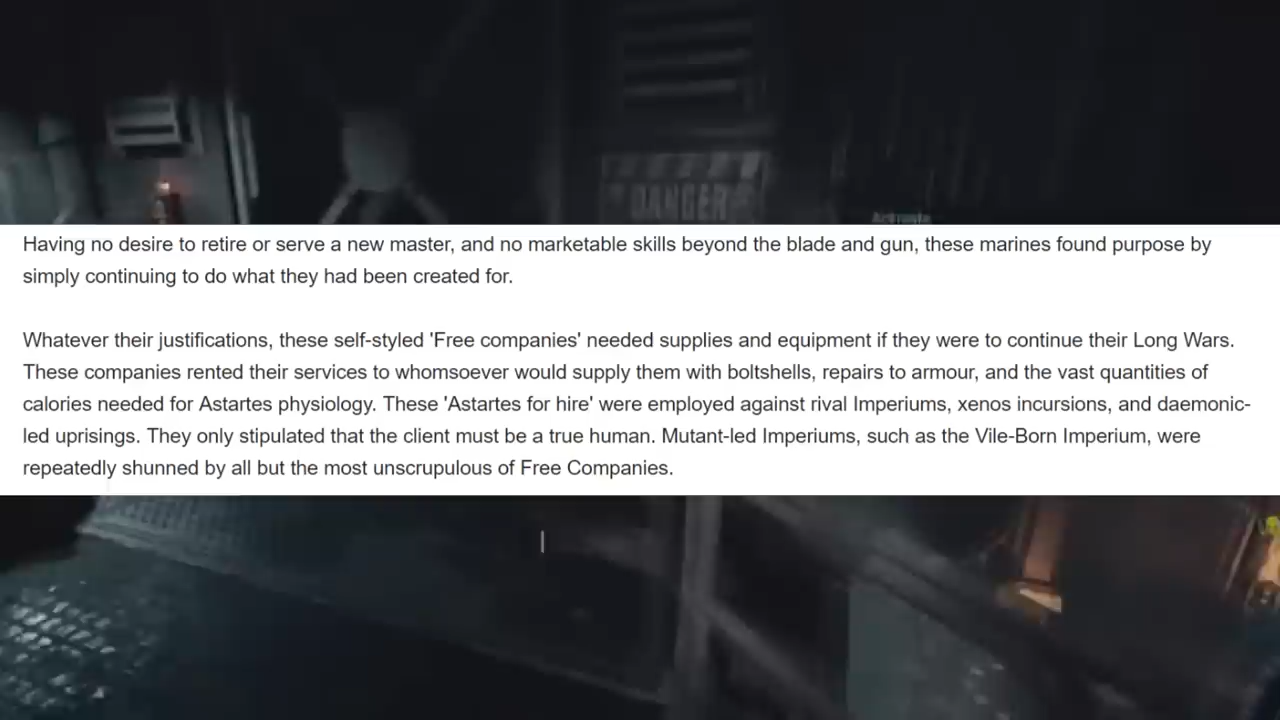 DANGER
Activate
Having no desire to retire or serve a new master, and no marketable skills beyond the blade and gun, these marines found purpose by
simply continuing to do what they had been created for.
Whatever their justifications, these self-styled 'Free companies' needed supplies and equipment if they were to continue their Long Wars.
These companies rented their services to whomsoever would supply them with boltshells, repairs to armour, and the vast quantities of
calories needed for Astartes physiology. These 'Astartes for hire' were employed against rival Imperiums, xenos incursions, and daemonic-
led uprisings. They only stipulated that the client must be a true human. Mutant-led Imperiums, such as the Vile-Born Imperium, were
repeatedly shunned by all but the most unscrupulous of Free Companies.